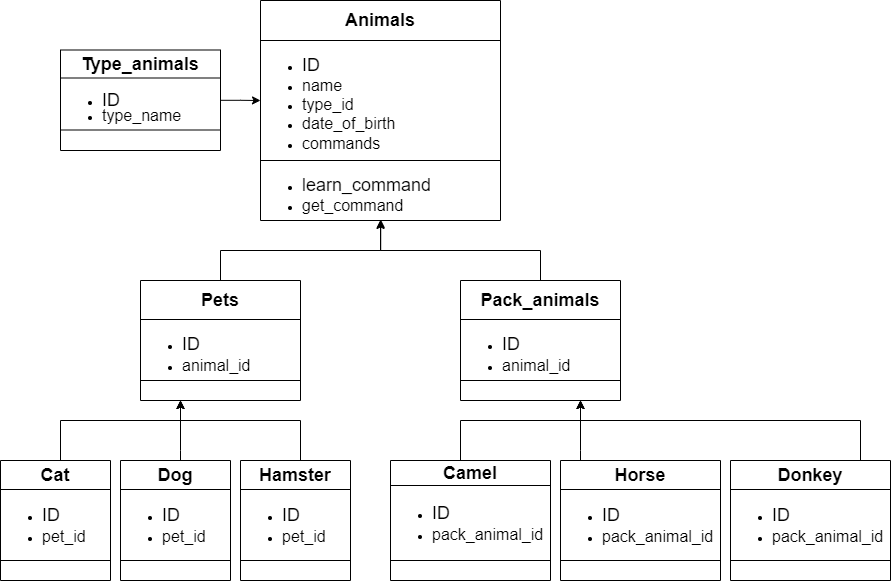 Animals
ID
name
type_id
date_of_birth
commands
learn_command
get_command
Type_animals
ID
type_name
Pets
ID
animal_id
Pack_animals
ID
animal_id
Cat
ID
pet_id
Dog
ID
pet_id
Hamster
ID
pet_id
Camel
ID
pack_animal_id
Horse
ID
pack_animal_id
Donkey
ID
pack_animal_id